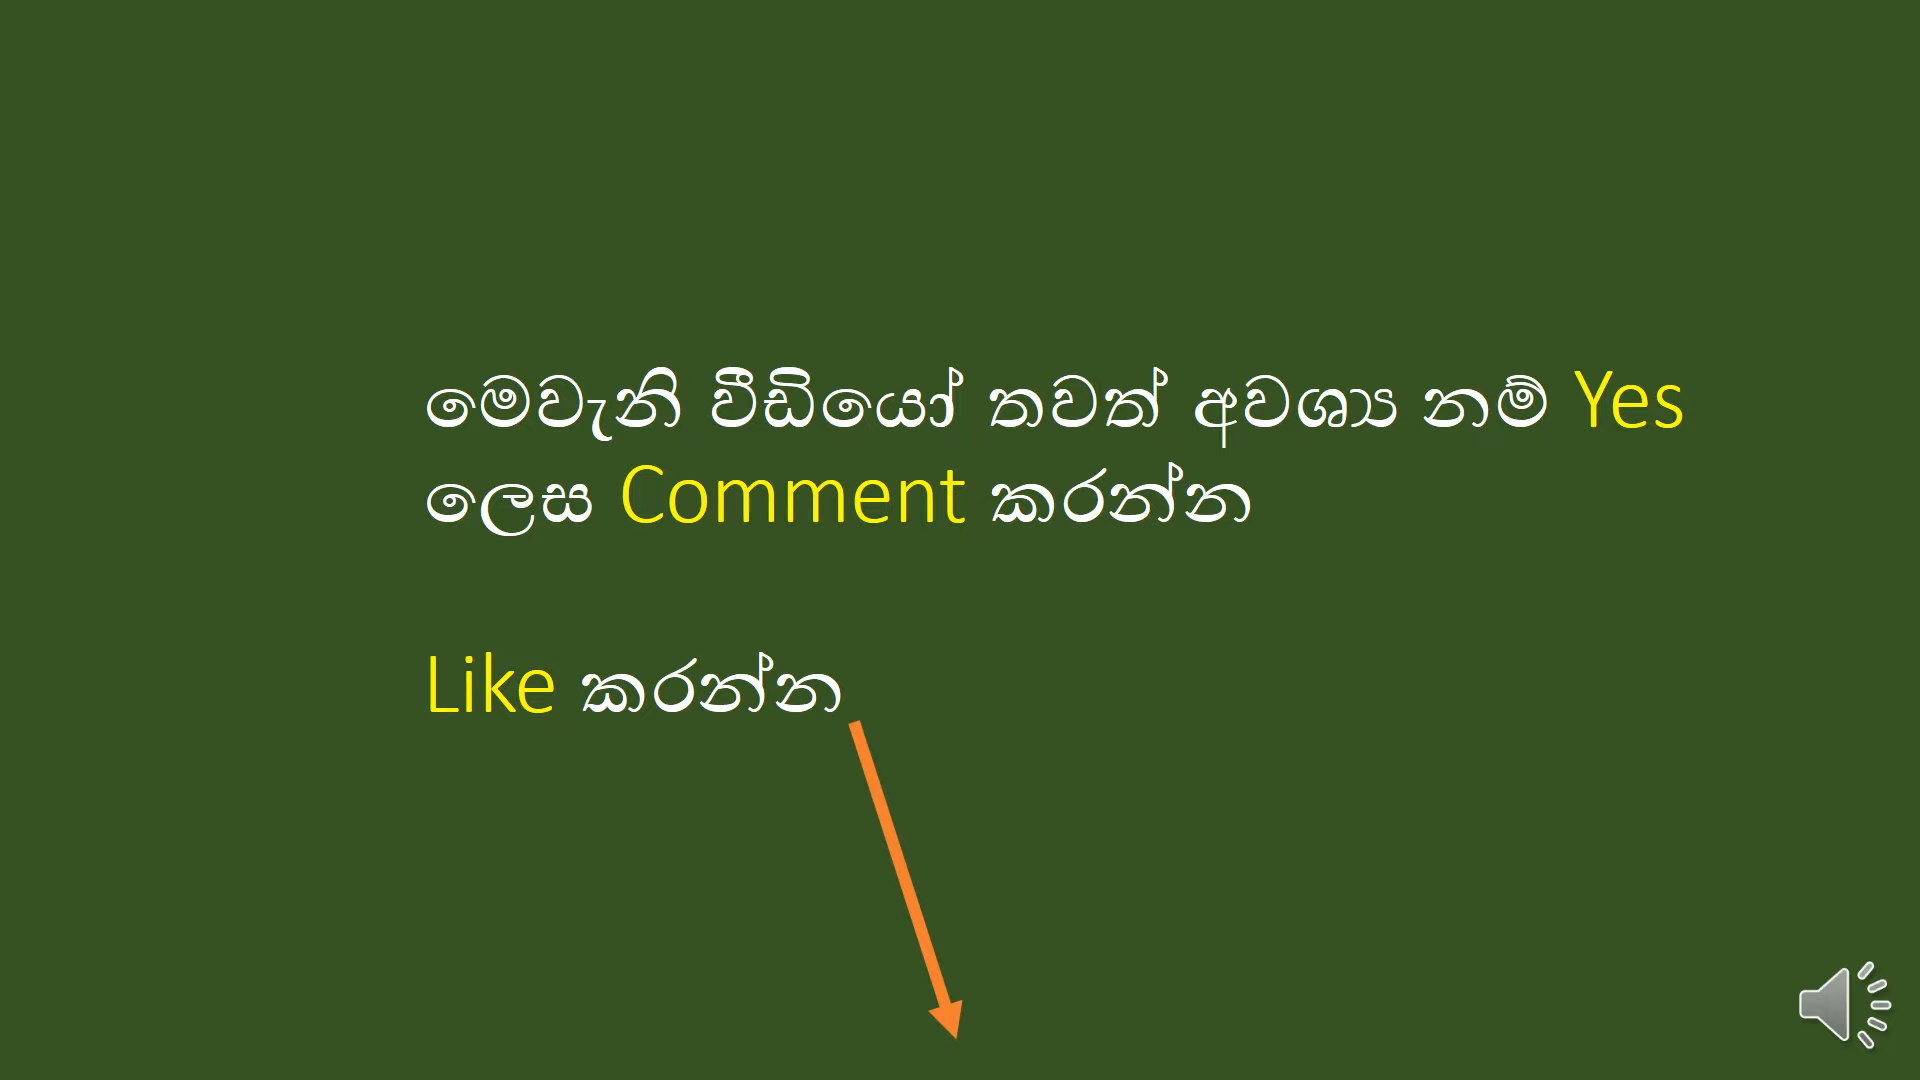 මෙවැනි වීඩියෝ තවත් අවශ්‍ය නම් Yes
ලෙස Comment කරන්න
Like කරන්න